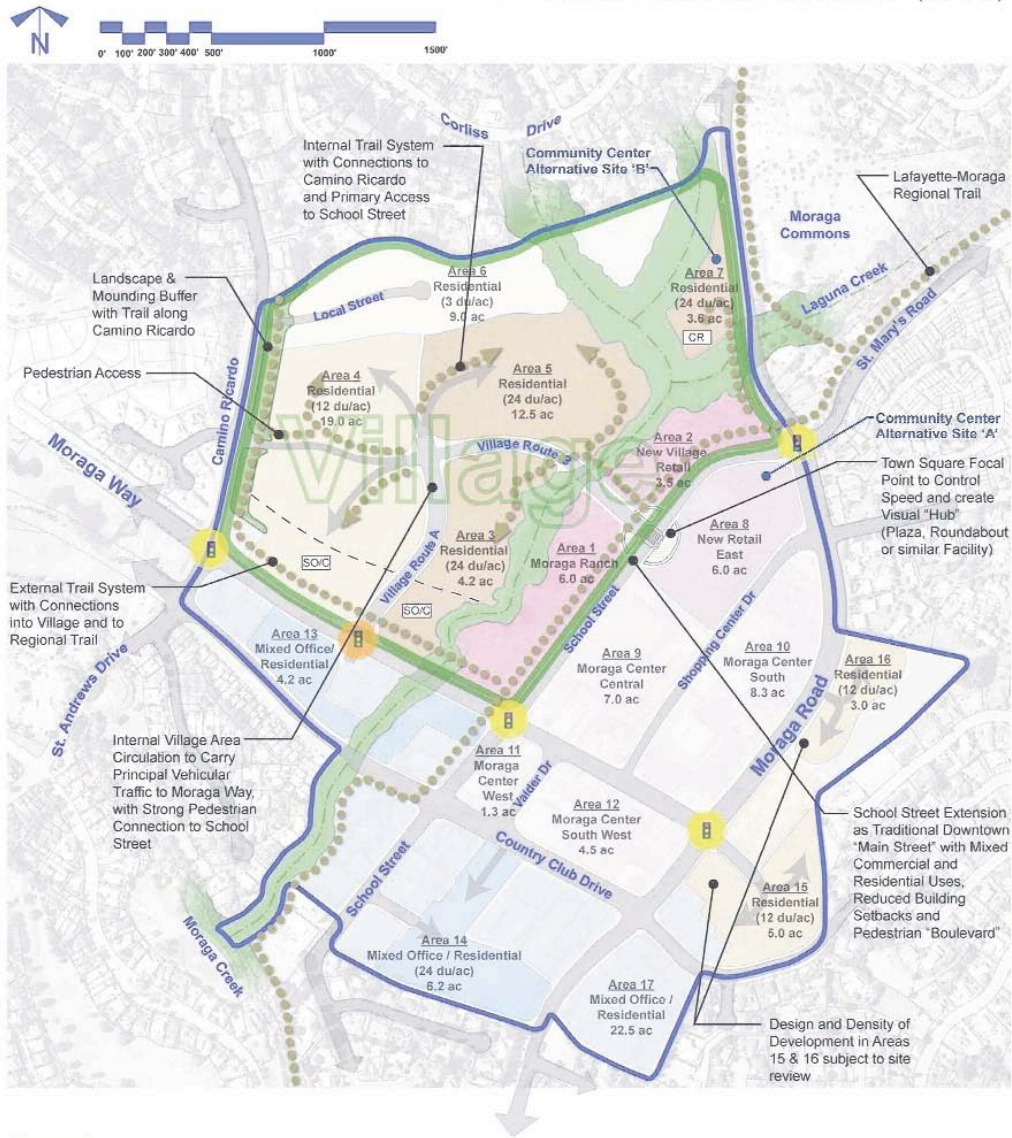 N
0' 100' 200' 300' 400' 500' 1000' 1500'
Corliss Drive
Internal Trail System
with Connections to
Camino Ricardo
and Primary Access
to School Street
Community Center
Alternative Site 'B'
Lafayette-Moraga
Regional Trail
Moraga
Commons
Laguna Creek
St. Mary's Road
Landscape &
Mounding Buffer
with Trail along
Camino Ricardo
Local Street
Area 6
Residential
(3 du/ac)
9.0 ac
Area 7
Residential
(24 du/ac)
3.6 ac
CR
Pedestrian Access
Camino Ricardo
Area 4
Residential
(12 du/ac)
19.0 ac
Area 5
Residential
(24 du/ac)
12.5 ac
Village
Moraga Way
Village Route B
Area 2
New Village
Retail
3.5 ac
Community Center
Alternative Site 'A'
Town Square Focal
Point to Control
Speed and create
Visual "Hub"
(Plaza, Roundabout
or similar Facility)
Area 3
Residential
(24 du/ac)
4.2 ac
Village Route A
Area 1
Moraga Ranch
6.0 ac
Area 8
New Retail
East
6.0 ac
SO/C
SO/C
School Street
External Trail System
with Connections
into Village and to
Regional Trail
St. Andrews Drive
Area 13
Mixed Office/
Residential
4.2 ac
Area 9
Moraga Center
Central
7.0 ac
Shopping Center Dr
Area 10
Moraga Center
South
8.3 ac
Area 16
Residential
(12 du/ac)
3.0 ac
Moraga Road
Internal Village Area
Circulation to Carry
Principal Vehicular
Traffic to Moraga Way,
with Strong Pedestrian
Connection to School
Street
Area 11
Moraga
Center
West
1.3 ac
Valder Dr
Area 12
Moraga Center
South West
4.5 ac
School Street Extension
as Traditional Downtown
"Main Street" with Mixed
Commercial and
Residential Uses,
Reduced Building
Setbacks and
Pedestrian "Boulevard"
School Street
Country Club Drive
Area 15
Residential
(12 du/ac)
5.0 ac
Moraga Creek
Area 14
Mixed Office / Residential
(24 du/ac)
6.2 ac
Area 17
Mixed Office /
Residential
22.5 ac
Design and Density of
Development in Areas
15 & 16 subject to site
review